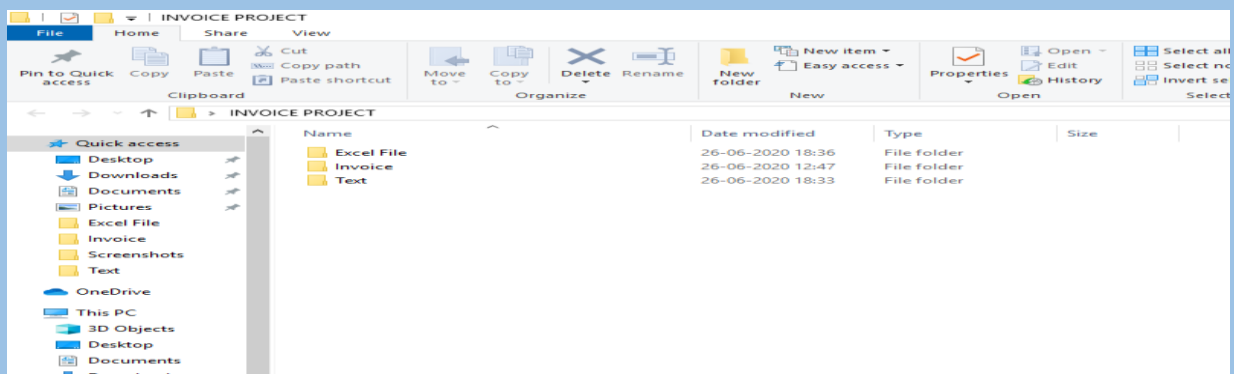 INVOICE PROJECT
File Home Share View
Pin to Quick access
Copy
Paste
Cut
Copy path
Paste shortcut
Clipboard
Move to
Copy to
Delete
Rename
Organize
New folder
New item
Easy access
New
Properties
Open
Edit
History
Open
Select all
Select no
Invert se
Select
INVOICE PROJECT
Name Date modified Type Size
Excel File 26-06-2020 18:36 File folder
Invoice 26-06-2020 12:47 File folder
Text 26-06-2020 18:33 File folder
Quick access
Desktop
Downloads
Documents
Pictures
Excel File
Invoice
Screenshots
Text
OneDrive
This PC
3D Objects
Desktop
Documents